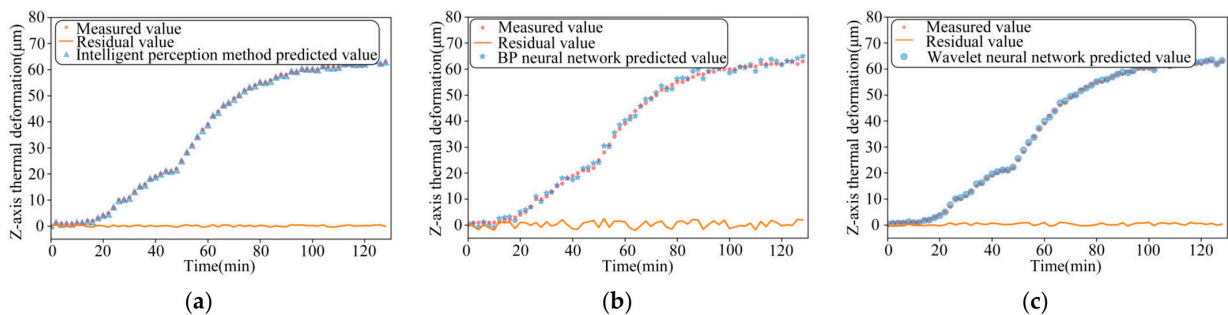 80
70
60
50
40
30
20
10
0
Z-axis thermal deformation(μm)
Measured value
Residual value
Intelligent perception method predicted value
0 20 40 60 80 100 120
Time(min)
(a)
80
70
60
50
40
30
20
10
0
Z-axis thermal deformation(μm)
Measured value
Residual value
BP neural network predicted value
0 20 40 60 80 100 120
Time(min)
(b)
80
70
60
50
40
30
20
10
0
Z-axis thermal deformation(μm)
Measured value
Residual value
Wavelet neural network predicted value
0 20 40 60 80 100 120
Time(min)
(c)